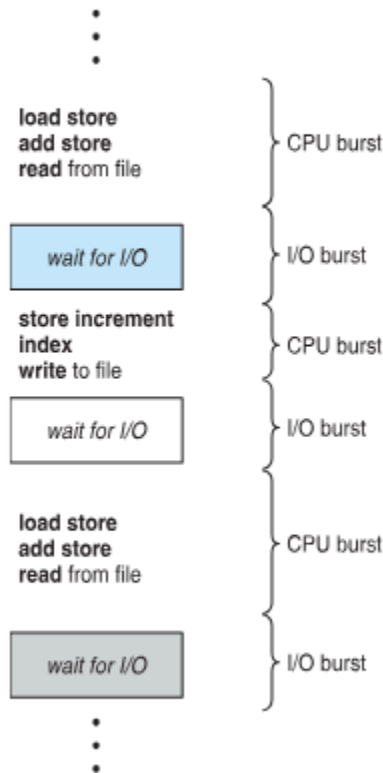 load store
add store
read from file
CPU burst
wait for I/O
I/O burst
store increment
index
write to file
CPU burst
wait for I/O
I/O burst
load store
add store
read from file
CPU burst
wait for I/O
I/O burst